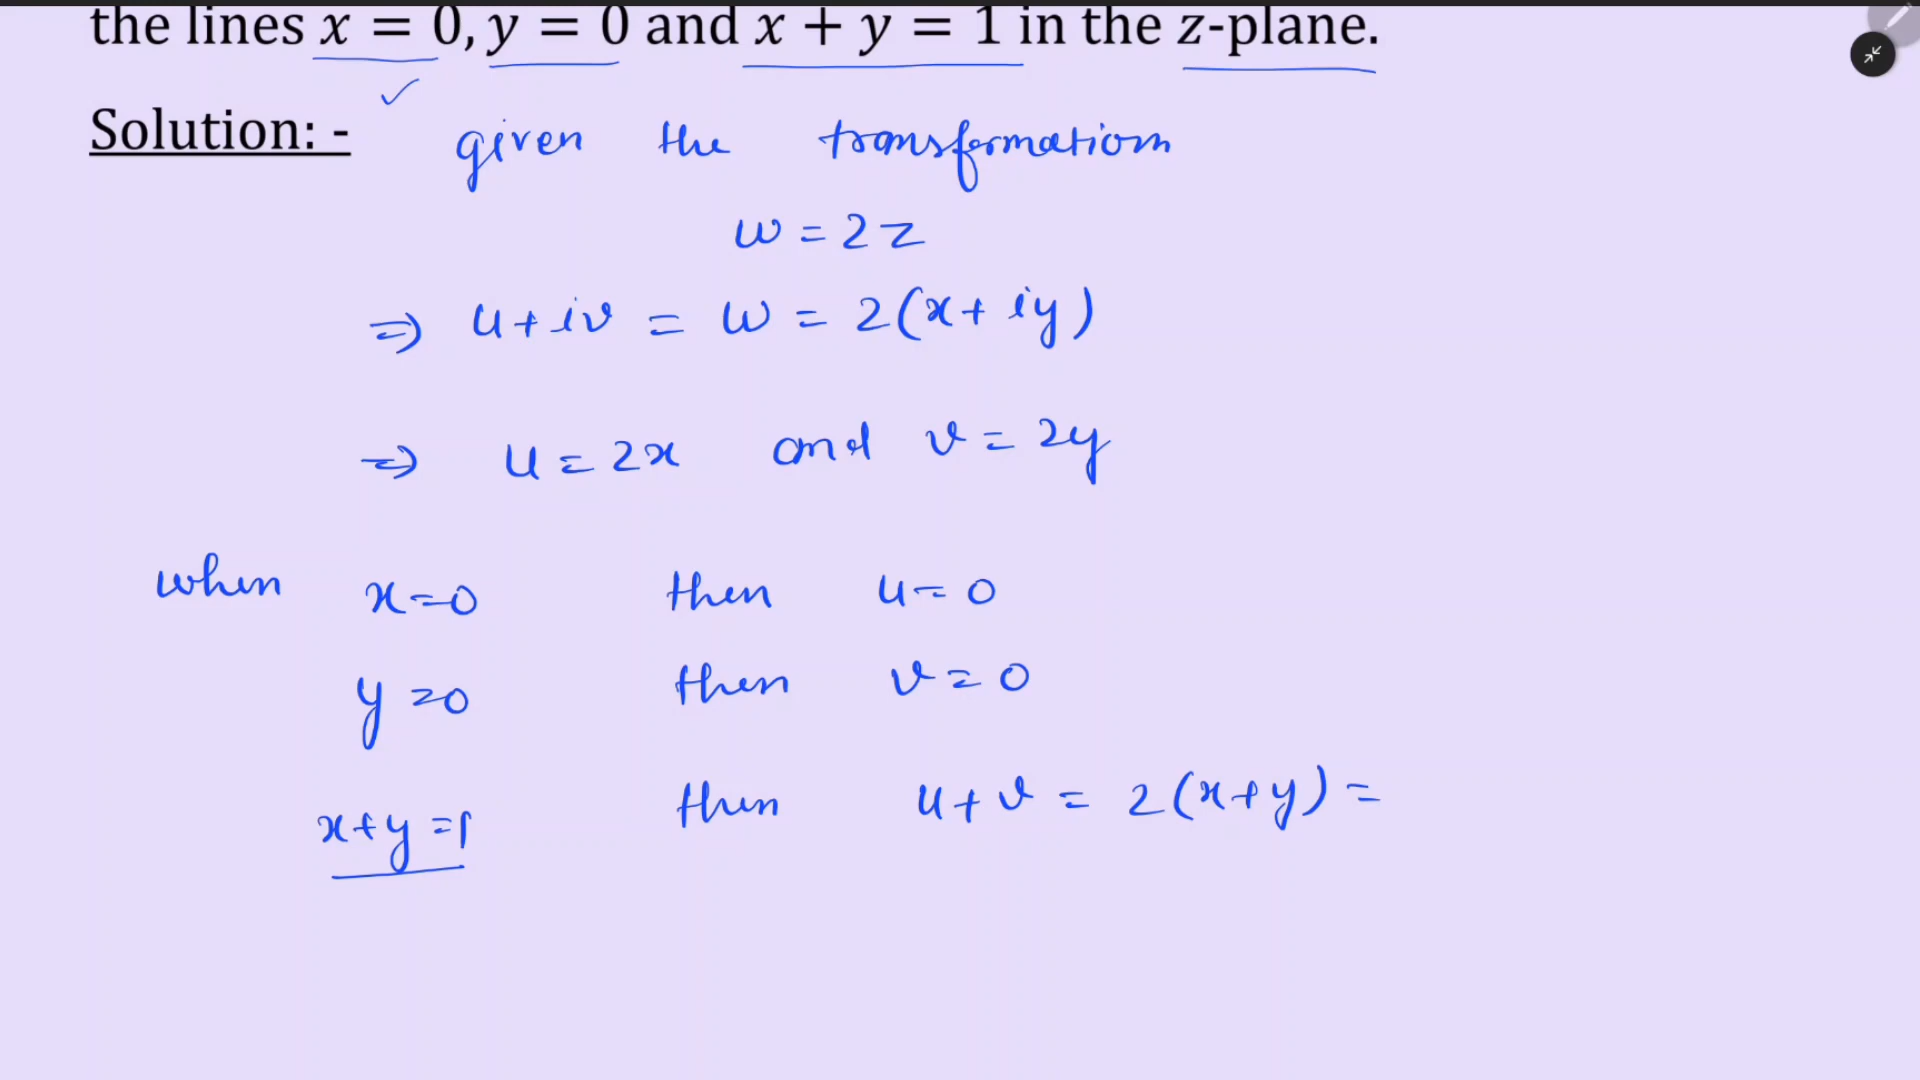 the lines x = 0, y = 0 and x + y = 1 in the z-plane.
Solution: - given the transformation
w = 2z
⇒ u + iv = w = 2(x + iy)
⇒ u = 2x and v = 2y
when x = 0 then u = 0
y = 0 then v = 0
x + y = 1 then u + v = 2(x + y) =